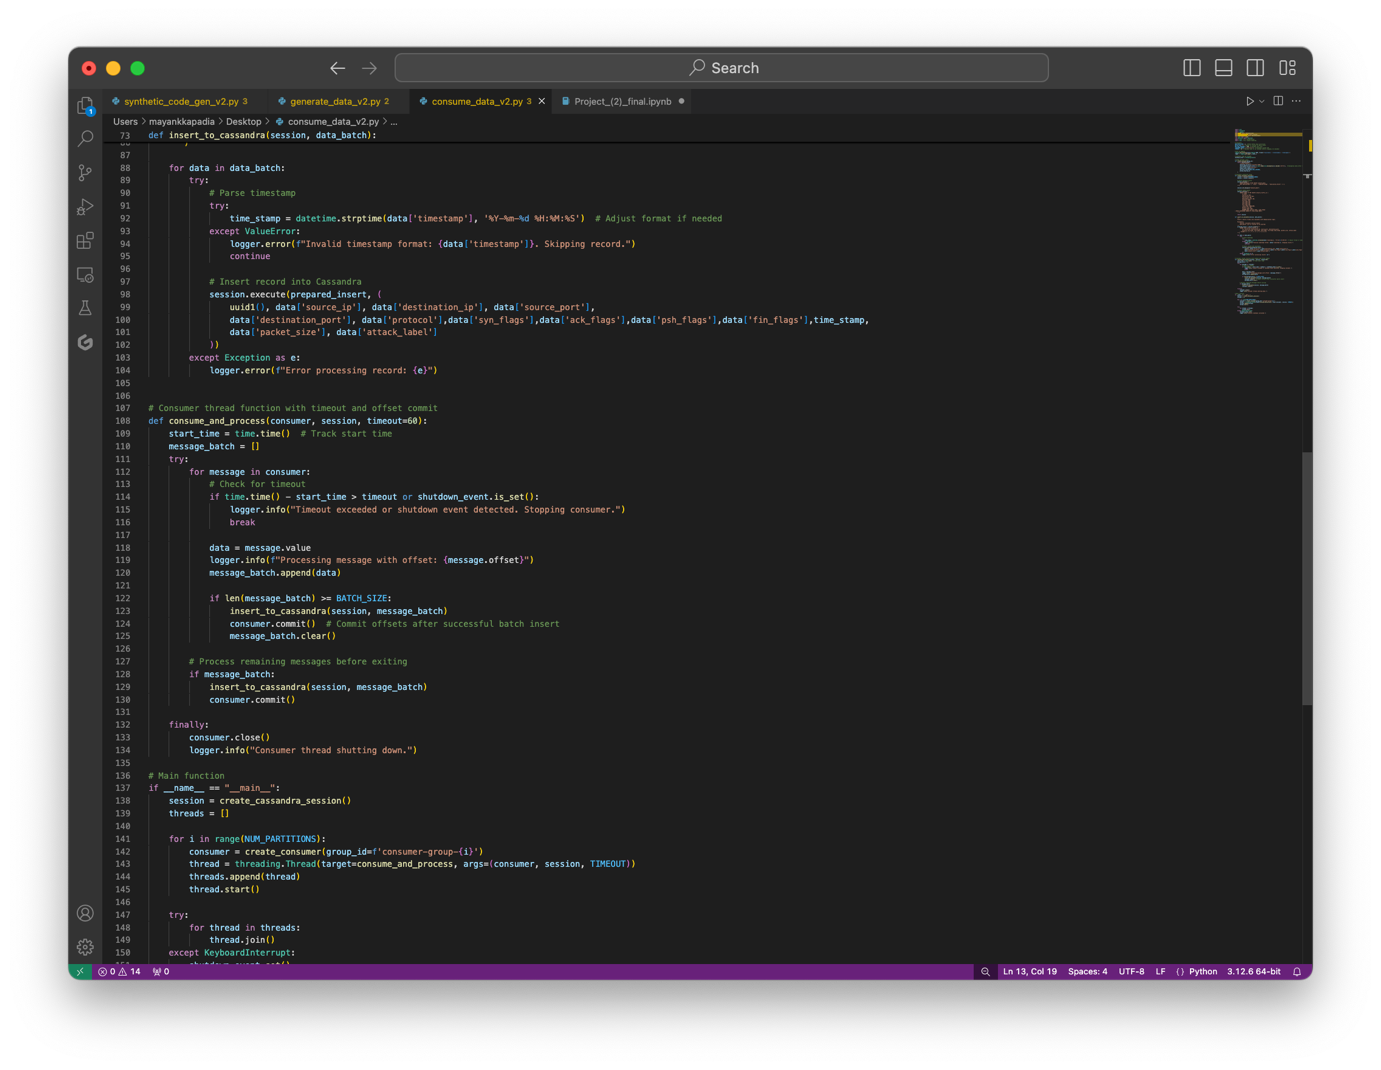 Search
synthetic_code_gen_v2.py 3
generate_data_v2.py 2
consume_data_v2.py 3
Project_(2)_final.ipynb
1
Users > mayankkapadia > Desktop > consume_data_v2.py > ...
73 def insert_to_cassandra(session, data_batch):
86 )
87
88 for data in data_batch:
89 try:
90 # Parse timestamp
91 try:
92 time_stamp = datetime.strptime(data['timestamp'], '%Y-%m-%d %H:%M:%S')  # Adjust format if needed
93 except ValueError:
94 logger.error(f"Invalid timestamp format: {data['timestamp']}. Skipping record.")
95 continue
96
97 # Insert record into Cassandra
98 session.execute(prepared_insert, (
99 uuid1(), data['source_ip'], data['destination_ip'], data['source_port'],
100 data['destination_port'], data['protocol'],data['syn_flags'],data['ack_flags'],data['psh_flags'],data['fin_flags'],time_stamp,
101 data['packet_size'], data['attack_label']
102 ))
103 except Exception as e:
104 logger.error(f"Error processing record: {e}")
105
106
107 # Consumer thread function with timeout and offset commit
108 def consume_and_process(consumer, session, timeout=60):
109 start_time = time.time()  # Track start time
110 message_batch = []
111 try:
112 for message in consumer:
113 # Check for timeout
114 if time.time() - start_time > timeout or shutdown_event.is_set():
115 logger.info("Timeout exceeded or shutdown event detected. Stopping consumer.")
116 break
117
118 data = message.value
119 logger.info(f"Processing message with offset: {message.offset}")
120 message_batch.append(data)
121
122 if len(message_batch) >= BATCH_SIZE:
123 insert_to_cassandra(session, message_batch)
124 consumer.commit()  # Commit offsets after successful batch insert
125 message_batch.clear()
126
127 # Process remaining messages before exiting
128 if message_batch:
129 insert_to_cassandra(session, message_batch)
130 consumer.commit()
131
132 finally:
133 consumer.close()
134 logger.info("Consumer thread shutting down.")
135
136 # Main function
137 if __name__ == "__main__":
138 session = create_cassandra_session()
139 threads = []
140
141 for i in range(NUM_PARTITIONS):
142 consumer = create_consumer(group_id=f'consumer-group-{i}')
143 thread = threading.Thread(target=consume_and_process, args=(consumer, session, TIMEOUT))
144 threads.append(thread)
145 thread.start()
146
147 try:
148 for thread in threads:
149 thread.join()
150 except KeyboardInterrupt:
0 14 0
Ln 13, Col 19 Spaces: 4 UTF-8 LF {} Python 3.12.6 64-bit